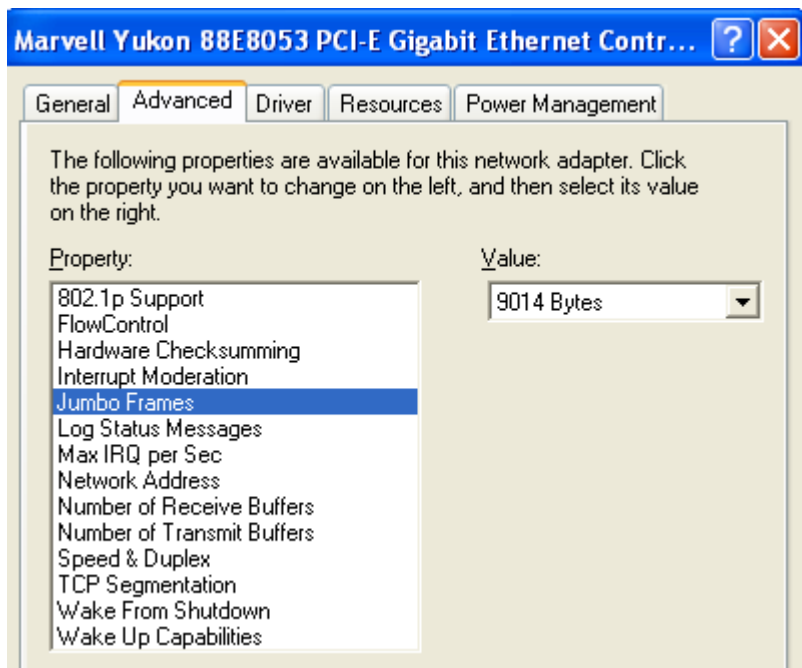 Marvell Yukon 88E8053 PCI-E Gigabit Ethernet Contr...
General Advanced Driver Resources Power Management
The following properties are available for this network adapter. Click
the property you want to change on the left, and then select its value
on the right.
Property: Value:
802.1p Support
9014 Bytes
FlowControl
Hardware Checksumming
Interrupt Moderation
Jumbo Frames
Log Status Messages
Max IRQ per Sec
Network Address
Number of Receive Buffers
Number of Transmit Buffers
Speed & Duplex
TCP Segmentation
Wake From Shutdown
Wake Up Capabilities